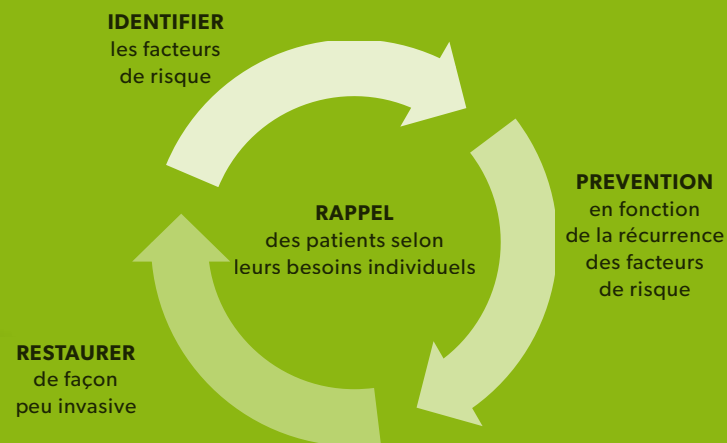 IDENTIFIER
les facteurs
de risque
PREVENTION
en fonction
de la récurrence
des facteurs
de risque
RAPPEL
des patients selon
leurs besoins individuels
RESTAURER
de façon
peu invasive